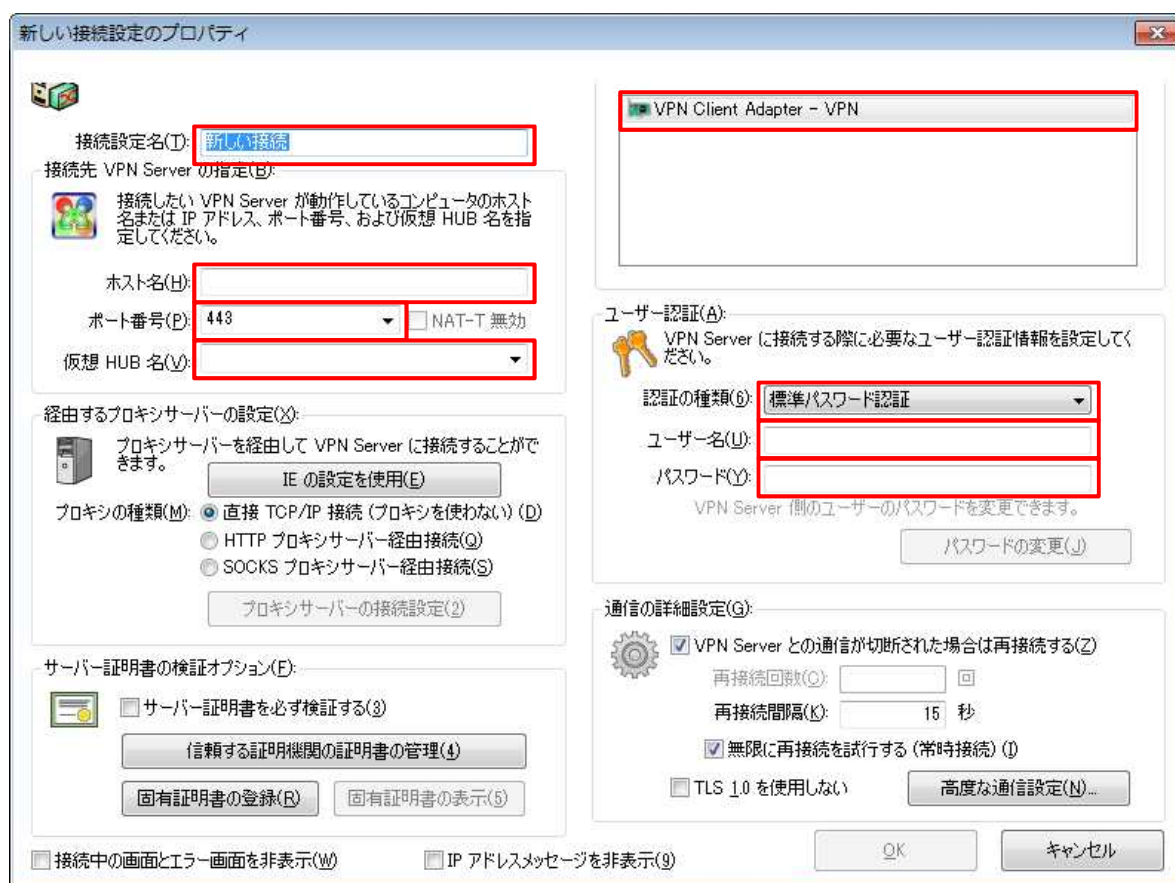 新しい接続設定のプロパティ
接続設定名(T):
新しい接続
接続先 VPN Server の指定(B):
接続したい VPN Server が動作しているコンピュータのホスト
名または IP アドレス、ポート番号、および仮想 HUB 名を指
定してください。
ホスト名(H):
ポート番号(P):
443
NAT-T 無効
仮想 HUB 名(V):
経由するプロキシサーバーの設定(X):
プロキシサーバーを経由して VPN Server に接続することがで
きます。
IE の設定を使用(E)
プロキシの種類(M):
直接 TCP/IP 接続 (プロキシを使わない) (D)
HTTP プロキシサーバー経由接続(Q)
SOCKS プロキシサーバー経由接続(S)
プロキシサーバーの接続設定(2)
サーバー証明書の検証オプション(F):
サーバー証明書を必ず検証する(3)
信頼する証明機関の証明書の管理(4)
固有証明書の登録(R)
固有証明書の表示(5)
接続中の画面とエラー画面を非表示(W)
VPN Client Adapter - VPN
ユーザー認証(A):
VPN Server に接続する際に必要なユーザー認証情報を設定してく
ださい。
認証の種類(6):
標準パスワード認証
ユーザー名(U):
パスワード(Y):
VPN Server 側のユーザーのパスワードを変更できます。
パスワードの変更(J)
通信の詳細設定(G):
VPN Server との通信が切断された場合は再接続する(Z)
再接続回数(C):
回
再接続間隔(K):
15 秒
無限に再接続を試行する (常時接続) (I)
TLS 1.0 を使用しない
高度な通信設定(N)...
IP アドレスメッセージを非表示(9)
OK
キャンセル